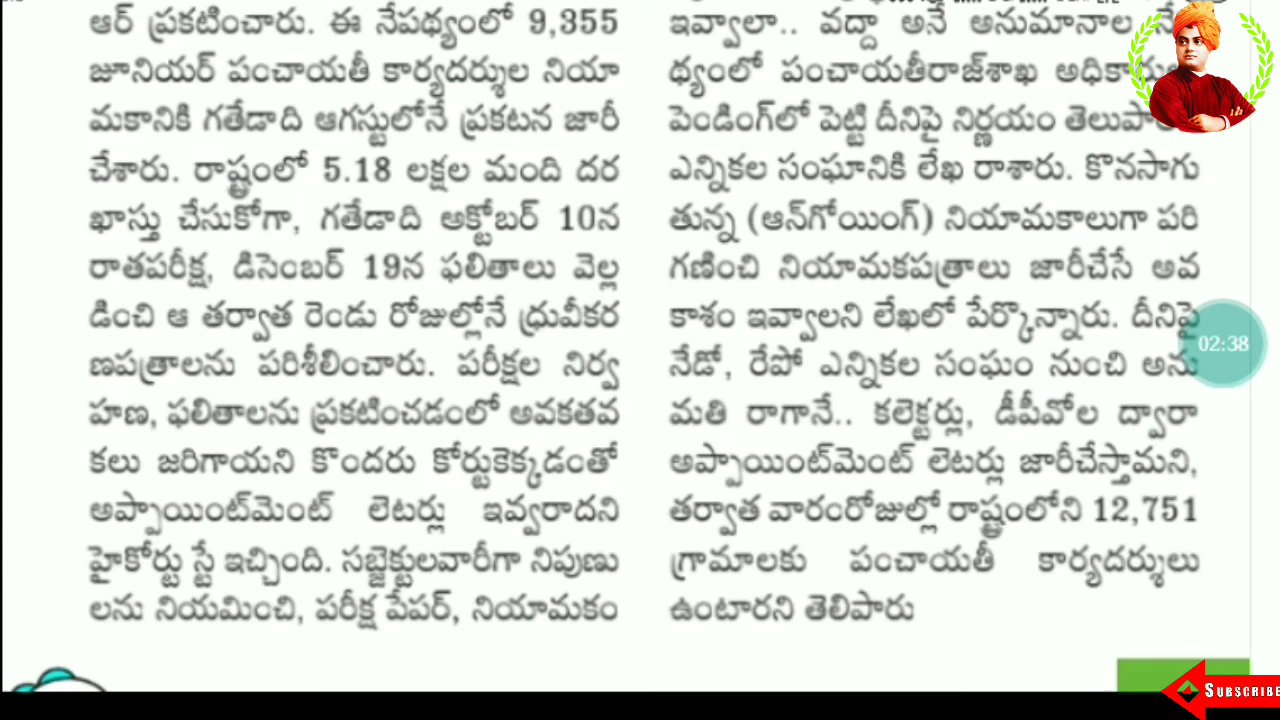 ఆర్ ప్రకటించారు. ఈ నేపథ్యంలో 9,355
జూనియర్ పంచాయతీ కార్యదర్శుల నియా
మకానికి గతేడాది ఆగస్టులోనే ప్రకటన జారీ
చేశారు. రాష్ట్రంలో 5.18 లక్షల మంది దర
ఖాస్తు చేసుకోగా, గతేడాది అక్టోబర్ 10న
రాతపరీక్ష, డిసెంబర్ 19న ఫలితాలు వెల్ల
డించి ఆ తర్వాత రెండు రోజుల్లోనే ధ్రువీకర
ణపత్రాలను పరిశీలించారు. పరీక్షల నిర్వ
హణ, ఫలితాలను ప్రకటించడంలో అవకతవ
కలు జరిగాయని కొందరు కోర్టుకెక్కడంతో
అప్పాయింట్‌మెంట్ లెటర్లు ఇవ్వరాదని
హైకోర్టు స్టే ఇచ్చింది. సబ్జెక్టులవారీగా నిపుణు
లను నియమించి, పరీక్ష పేపర్, నియామకం
ఇవ్వాలా.. వద్దా అనే అనుమానాల నే
థ్యంలో పంచాయతీరాజ్‌శాఖ
పెండింగ్‌లో పెట్టి దీనిపై నిర్ణయం
ఎన్నికల సంఘానికి లేఖ రాశారు. కొనసాగు
తున్న (ఆన్‌గోయింగ్) నియామకాలుగా పరి
గణించి నియామకపత్రాలు జారీచేసే అవ
కాశం ఇవ్వాలని లేఖలో పేర్కొన్నారు. దీనిపై
నేడో, రేపో ఎన్నికల సంఘం నుంచి అను
మతి రాగానే.. కలెక్టర్లు, డీపీవోల ద్వారా
అప్పాయింట్‌మెంట్ లెటర్లు జారీచేస్తామని,
తర్వాత వారంరోజుల్లో రాష్ట్రంలోని 12,751
గ్రామాలకు పంచాయతీ కార్యదర్శులు
ఉంటారని తెలిపారు
02:38
SUBSCRIBE